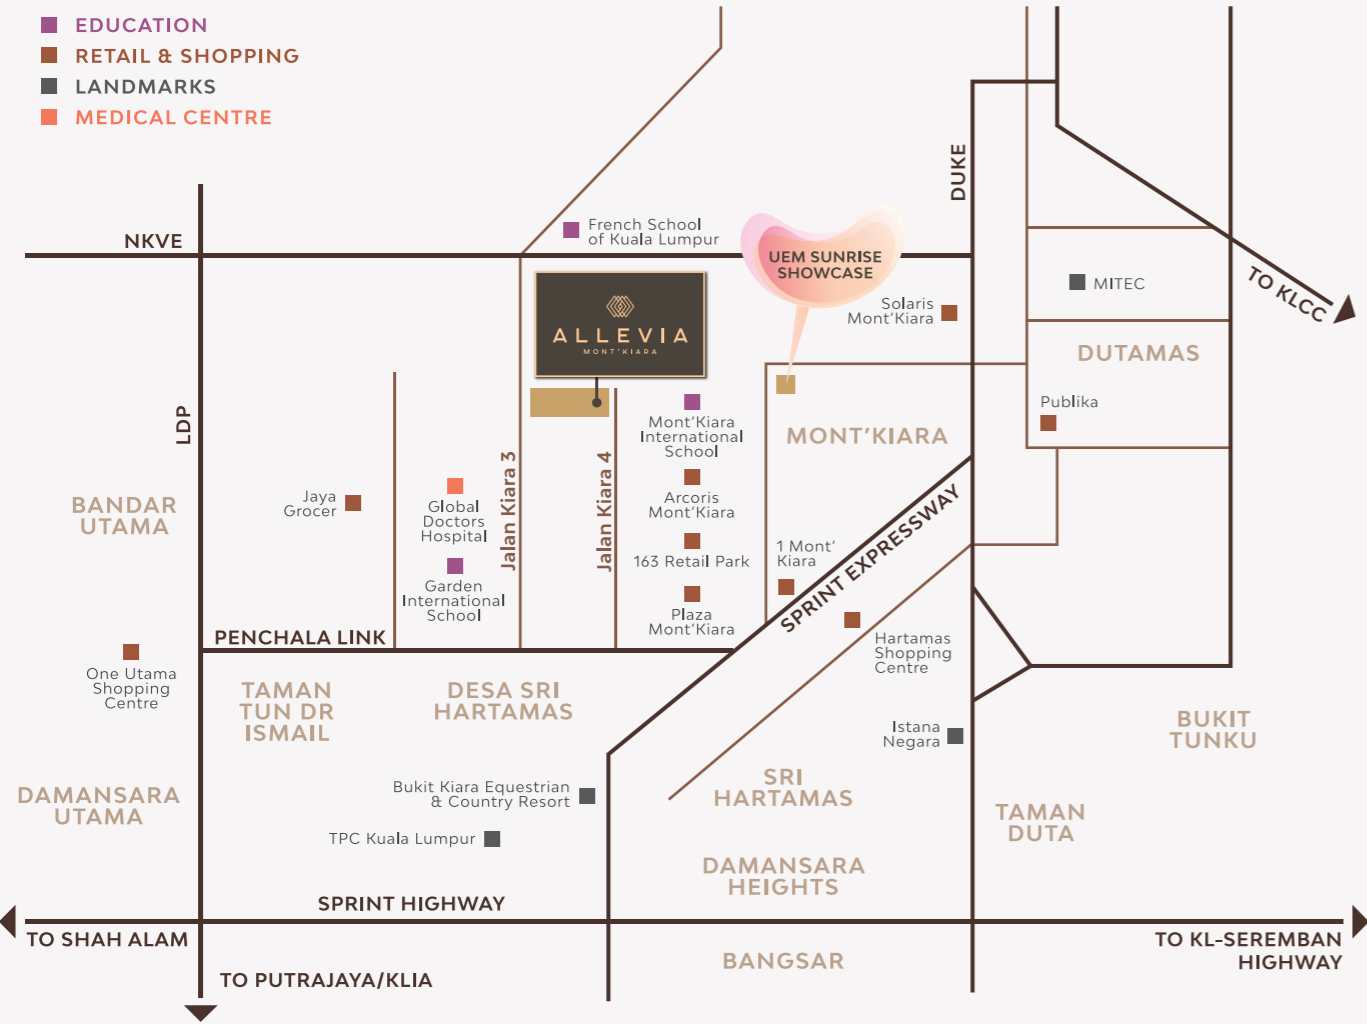 EDUCATION
RETAIL & SHOPPING
LANDMARKS
MEDICAL CENTRE
DUKE
French School
of Kuala Lumpur
NKVE
UEM SUNRISE
SHOWCASE
TO KLCC
MITEC
Solaris
Mont'Kiara
ALLEVIA
MONT'KIARA
DUTAMAS
Publika
LDP
Mont'Kiara
International
School
MONT'KIARA
Jalan Kiara 3
Jalan Kiara 4
BANDAR
UTAMA
Jaya
Grocer
Global
Doctors
Hospital
Arcoris
Mont'Kiara
SPRINT EXPRESSWAY
163 Retail Park
1 Mont'
Kiara
Garden
International
School
Plaza
Mont'Kiara
PENCHALA LINK
Hartamas
Shopping
Centre
One Utama
Shopping
Centre
TAMAN
TUN DR
ISMAIL
DESA SRI
HARTAMAS
Istana
Negara
BUKIT
TUNKU
DAMANSARA
UTAMA
Bukit Kiara Equestrian
& Country Resort
SRI
HARTAMAS
TAMAN
DUTA
TPC Kuala Lumpur
DAMANSARA
HEIGHTS
SPRINT HIGHWAY
TO SHAH ALAM
TO KL-SEREMBAN
HIGHWAY
BANGSAR
TO PUTRAJAYA/KLIA